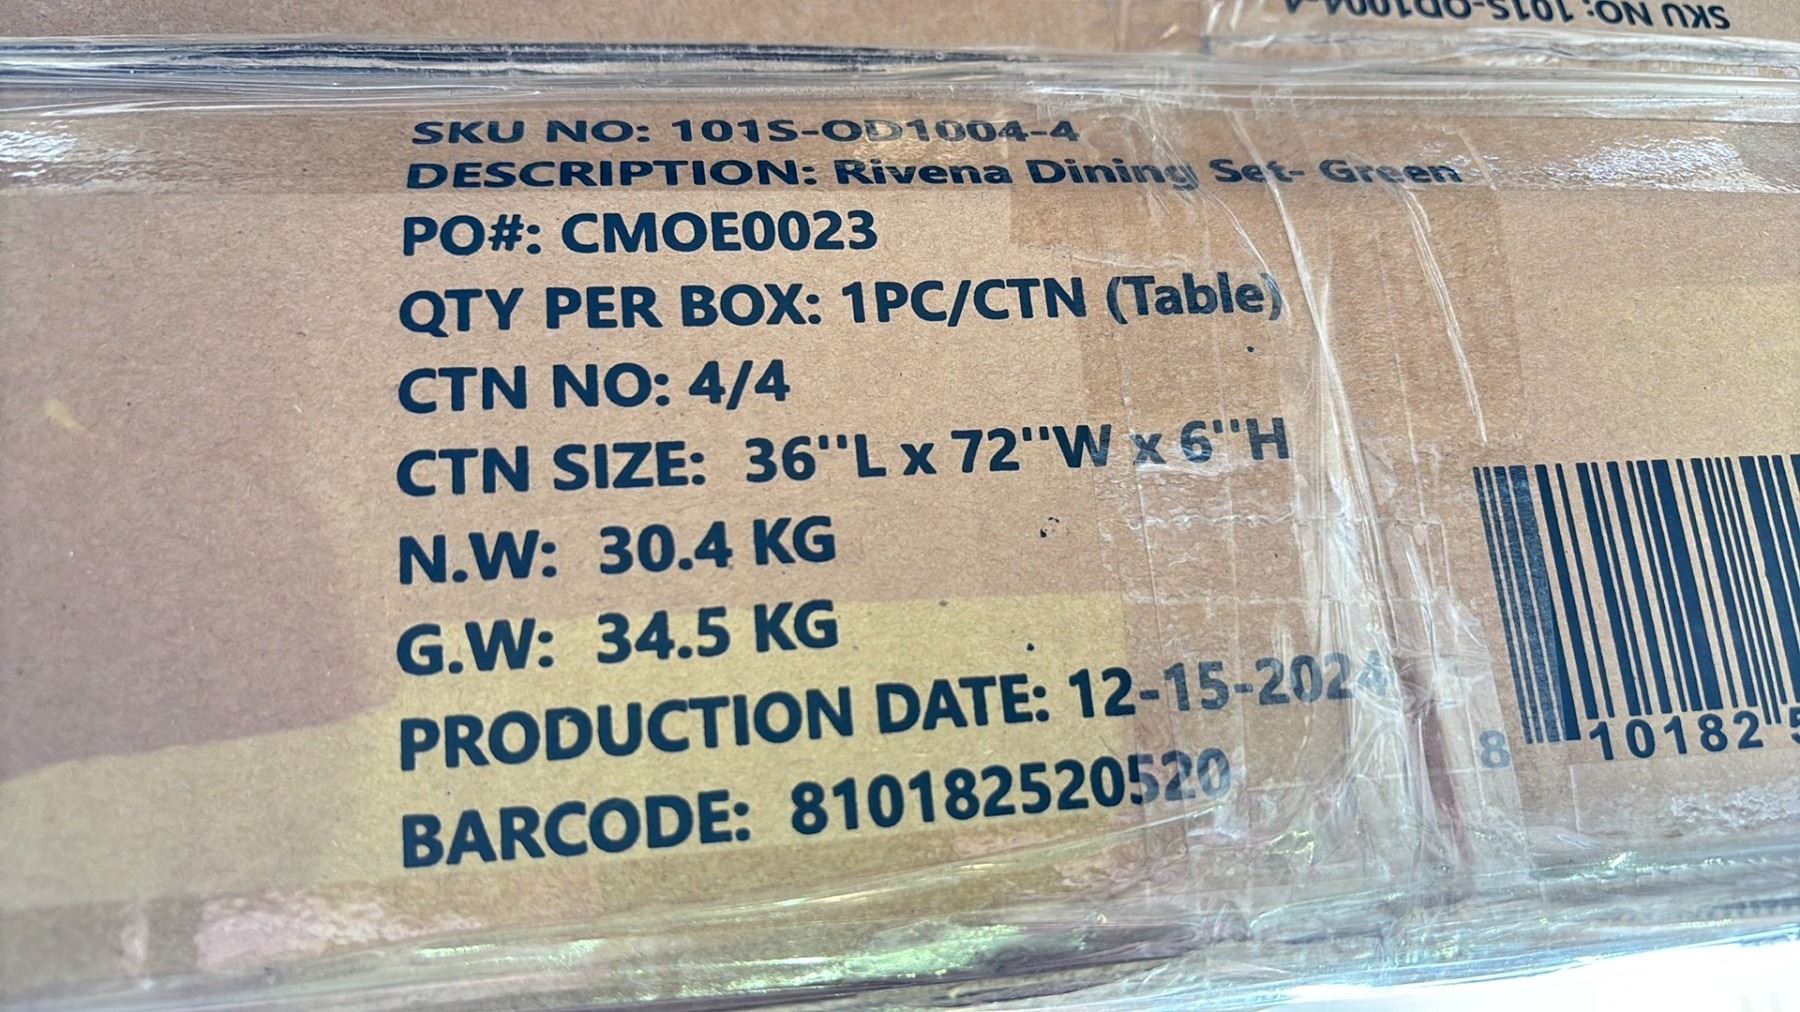 SKU NO: 101S-OD1004-4
SKU NO: 101S-OD1004-4
DESCRIPTION: Rivena Dining Set- Green
PO#: CMOE0023
QTY PER BOX: 1PC/CTN (Table)
CTN NO: 4/4
CTN SIZE: 36''L x 72''W x 6''H
N.W: 30.4 KG
G.W: 34.5 KG
PRODUCTION DATE: 12-15-2024
BARCODE: 810182520520
8 10182 5